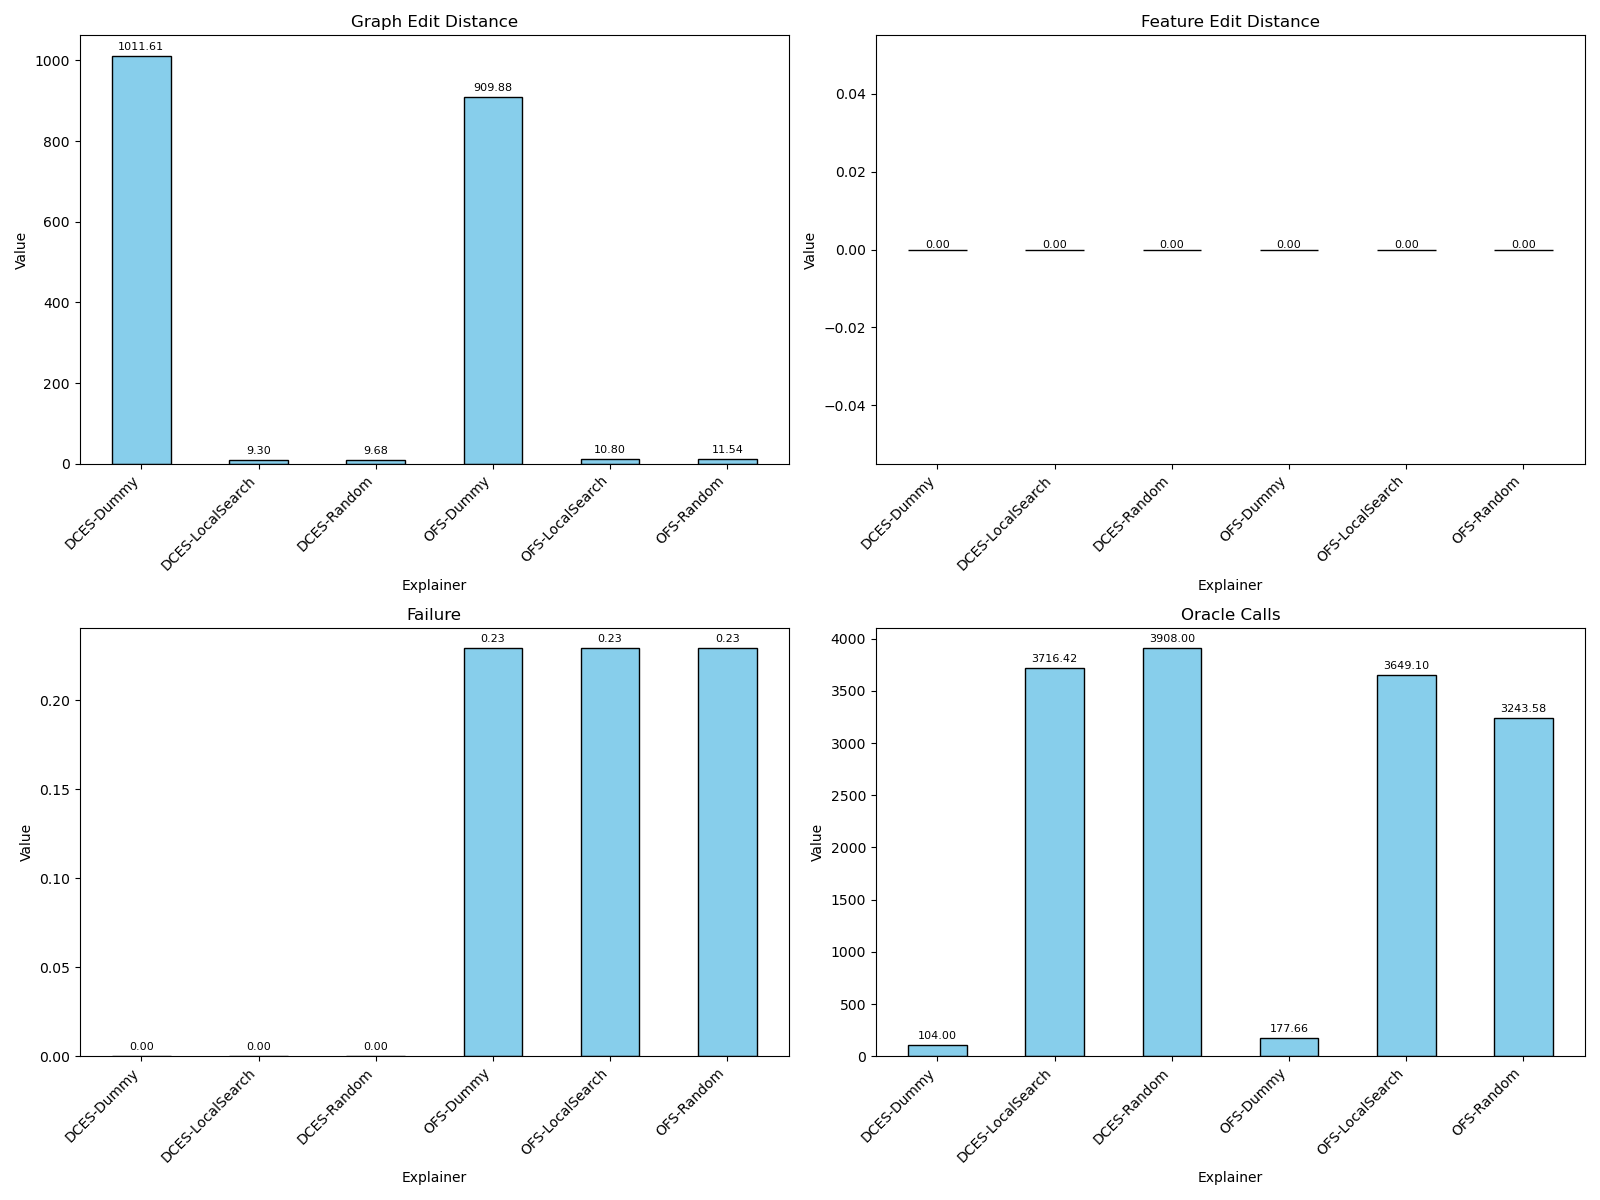 Graph Edit Distance
Value
1000
800
600
400
200
0
1011.61
9.30
9.68
909.88
10.80
11.54
DCES-Dummy
DCES-LocalSearch
DCES-Random
OFS-Dummy
OFS-LocalSearch
OFS-Random
Explainer
Feature Edit Distance
Value
0.04
0.02
0.00
−0.02
−0.04
0.00
0.00
0.00
0.00
0.00
0.00
DCES-Dummy
DCES-LocalSearch
DCES-Random
OFS-Dummy
OFS-LocalSearch
OFS-Random
Explainer
Failure
Value
0.20
0.15
0.10
0.05
0.00
0.00
0.00
0.00
0.23
0.23
0.23
DCES-Dummy
DCES-LocalSearch
DCES-Random
OFS-Dummy
OFS-LocalSearch
OFS-Random
Explainer
Oracle Calls
Value
4000
3500
3000
2500
2000
1500
1000
500
0
104.00
3716.42
3908.00
177.66
3649.10
3243.58
DCES-Dummy
DCES-LocalSearch
DCES-Random
OFS-Dummy
OFS-LocalSearch
OFS-Random
Explainer